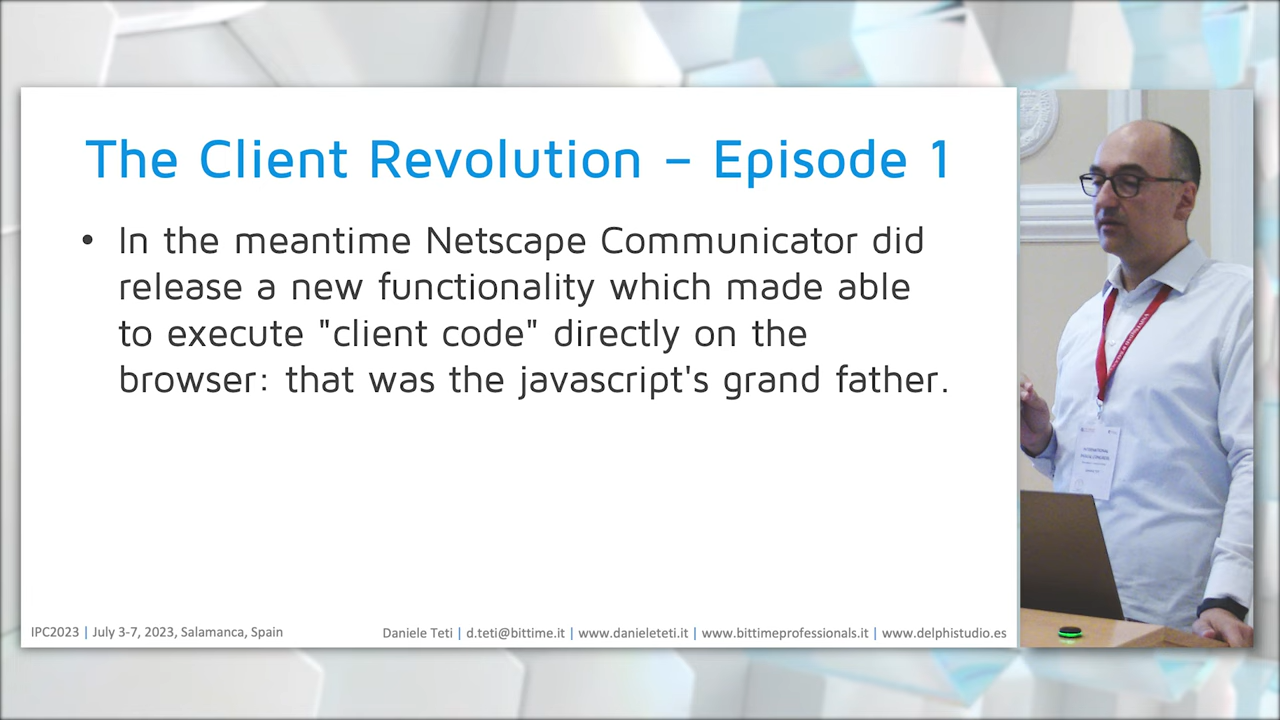 The Client Revolution – Episode 1
• In the meantime Netscape Communicator did
release a new functionality which made able
to execute "client code" directly on the
browser: that was the javascript's grand father.
IPC2023 | July 3-7, 2023, Salamanca, Spain
Daniele Teti | d.teti@bittime.it | www.danieleteti.it | www.bittimeprofessionals.it | www.delphistudio.es